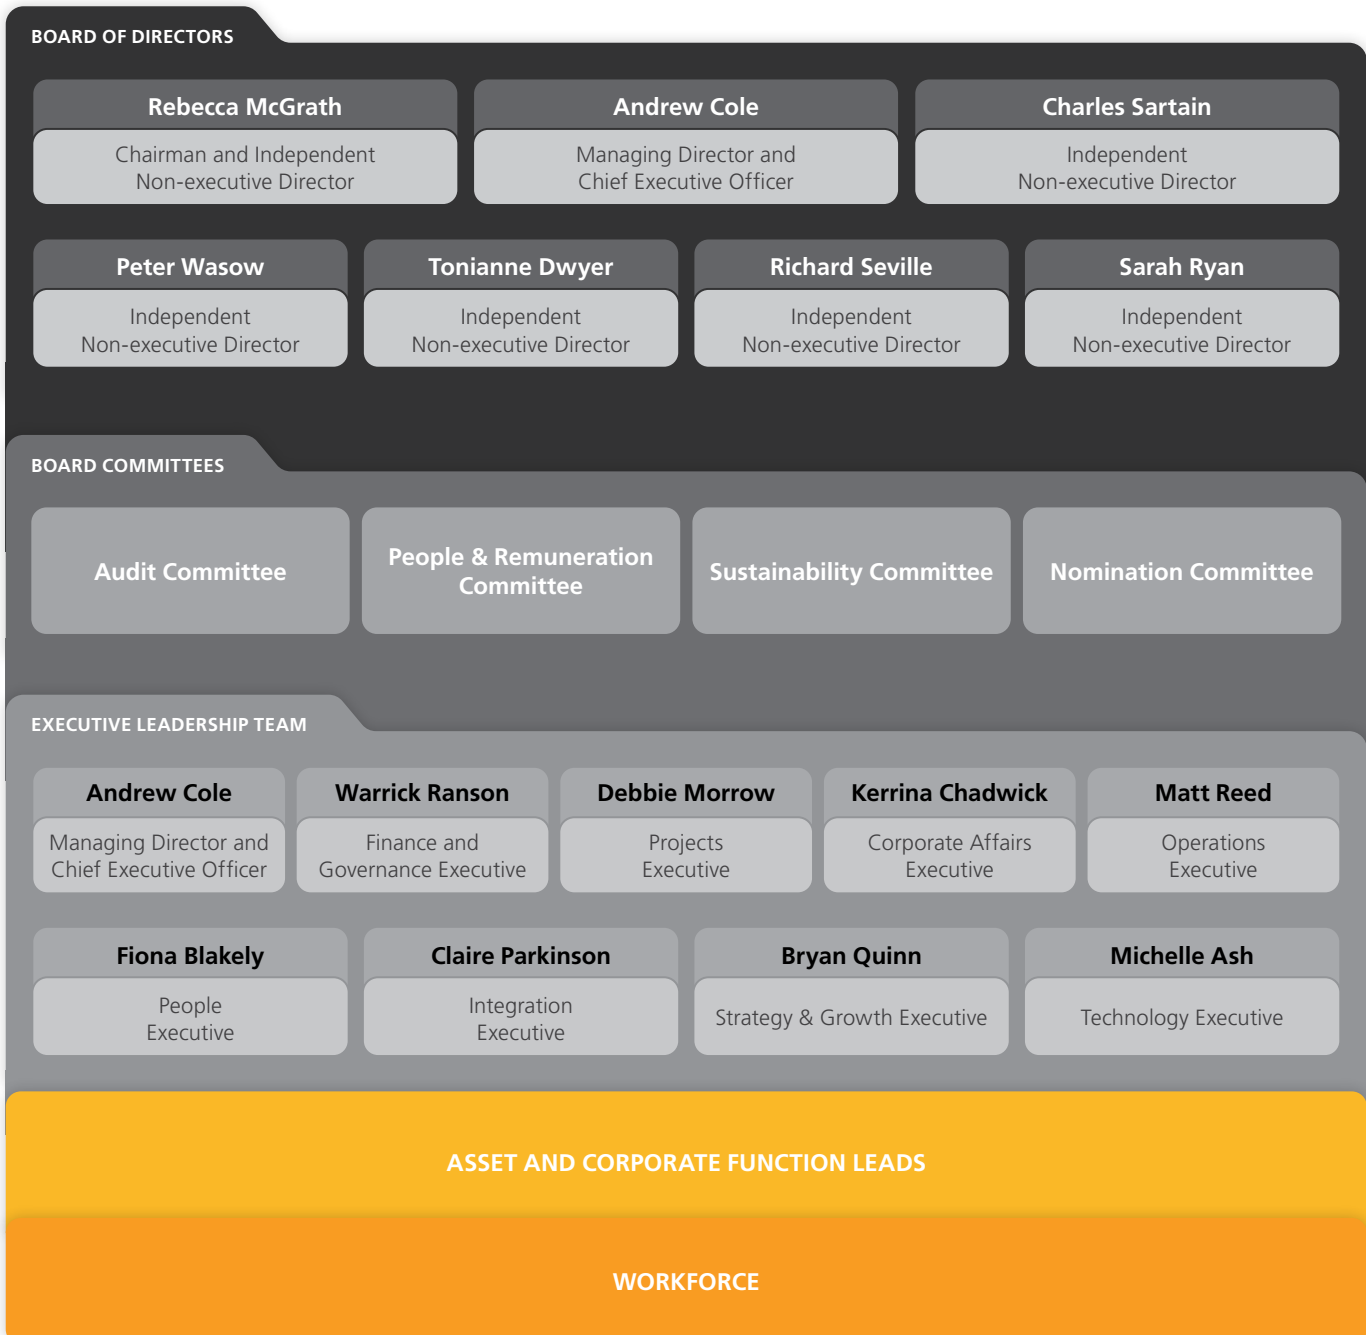 BOARD OF DIRECTORS
Rebecca McGrath
Chairman and Independent
Non-executive Director
Andrew Cole
Managing Director and
Chief Executive Officer
Charles Sartain
Independent
Non-executive Director
Peter Wasow
Independent
Non-executive Director
Tonianne Dwyer
Independent
Non-executive Director
Richard Seville
Independent
Non-executive Director
Sarah Ryan
Independent
Non-executive Director
BOARD COMMITTEES
Audit Committee
People & Remuneration
Committee
Sustainability Committee
Nomination Committee
EXECUTIVE LEADERSHIP TEAM
Andrew Cole
Managing Director and
Chief Executive Officer
Warrick Ranson
Finance and
Governance Executive
Debbie Morrow
Projects
Executive
Kerrina Chadwick
Corporate Affairs
Executive
Matt Reed
Operations
Executive
Fiona Blakely
People
Executive
Claire Parkinson
Integration
Executive
Bryan Quinn
Strategy & Growth Executive
Michelle Ash
Technology Executive
ASSET AND CORPORATE FUNCTION LEADS
WORKFORCE